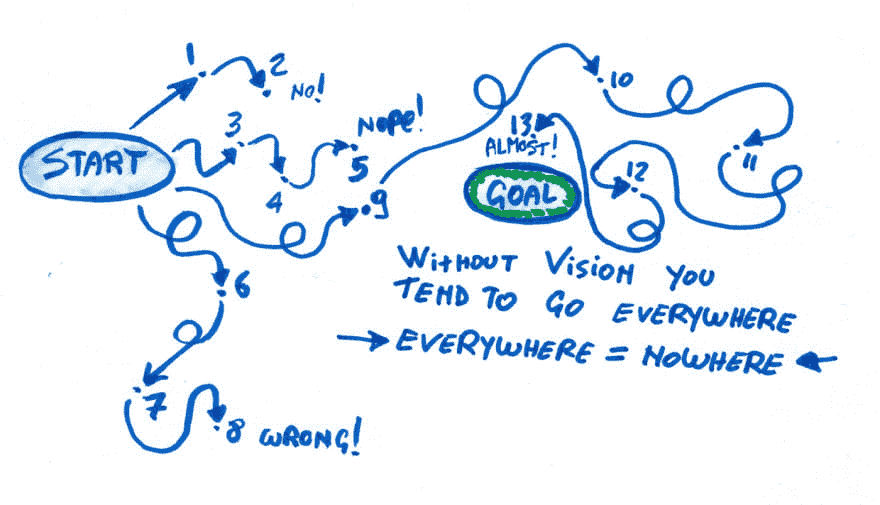 START
1
2
NO!
3
4
5
NOPE!
6
7
8 WRONG!
9
10
11
12
13.
ALMOST!
GOAL
WITHOUT VISION YOU
TEND TO GO EVERYWHERE
EVERYWHERE = NOWHERE